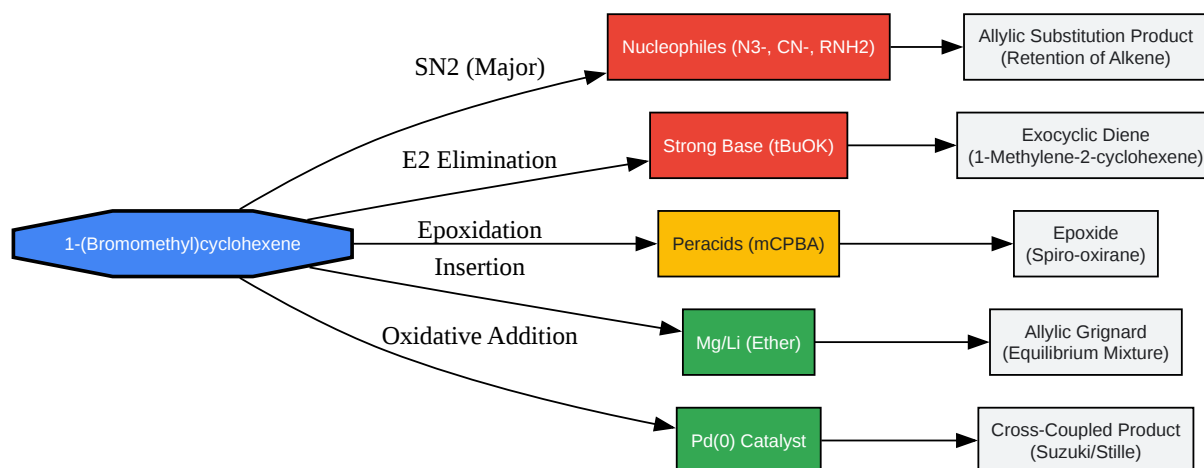 SN2 (Major)
Nucleophiles (N3-, CN-, RNH2)
Allylic Substitution Product
(Retention of Alkene)
E2 Elimination
Strong Base (tBuOK)
Exocyclic Diene
(1-Methylene-2-cyclohexene)
1-(Bromomethyl)cyclohexene
Epoxidation
Peracids (mCPBA)
Epoxide
(Spiro-oxirane)
Insertion
Mg/Li (Ether)
Allylic Grignard
(Equilibrium Mixture)
Oxidative Addition
Pd(0) Catalyst
Cross-Coupled Product
(Suzuki/Stille)